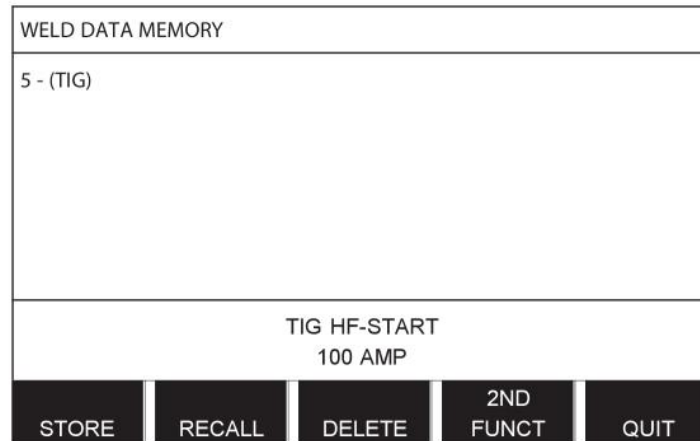 WELD DATA MEMORY
5 - (TIG)
TIG HF-START
100 AMP
STORE
RECALL
DELETE
2ND
FUNCT
QUIT